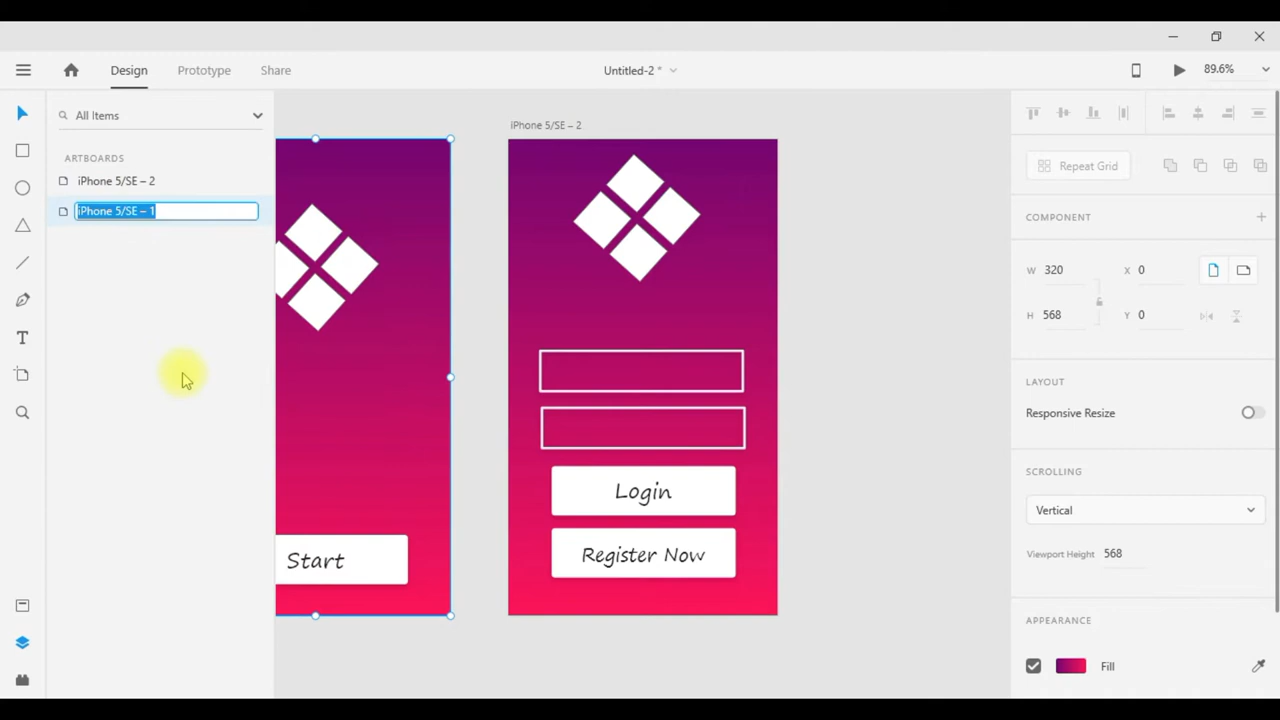 Design
Prototype
Share
Untitled-2 *
89.6%
All Items
ARTBOARDS
iPhone 5/SE – 2
iPhone 5/SE – 1
iPhone 5/SE – 2
Start
Login
Register Now
Repeat Grid
COMPONENT
W 320
X 0
H 568
Y 0
LAYOUT
Responsive Resize
SCROLLING
Vertical
Viewport Height 568
APPEARANCE
Fill